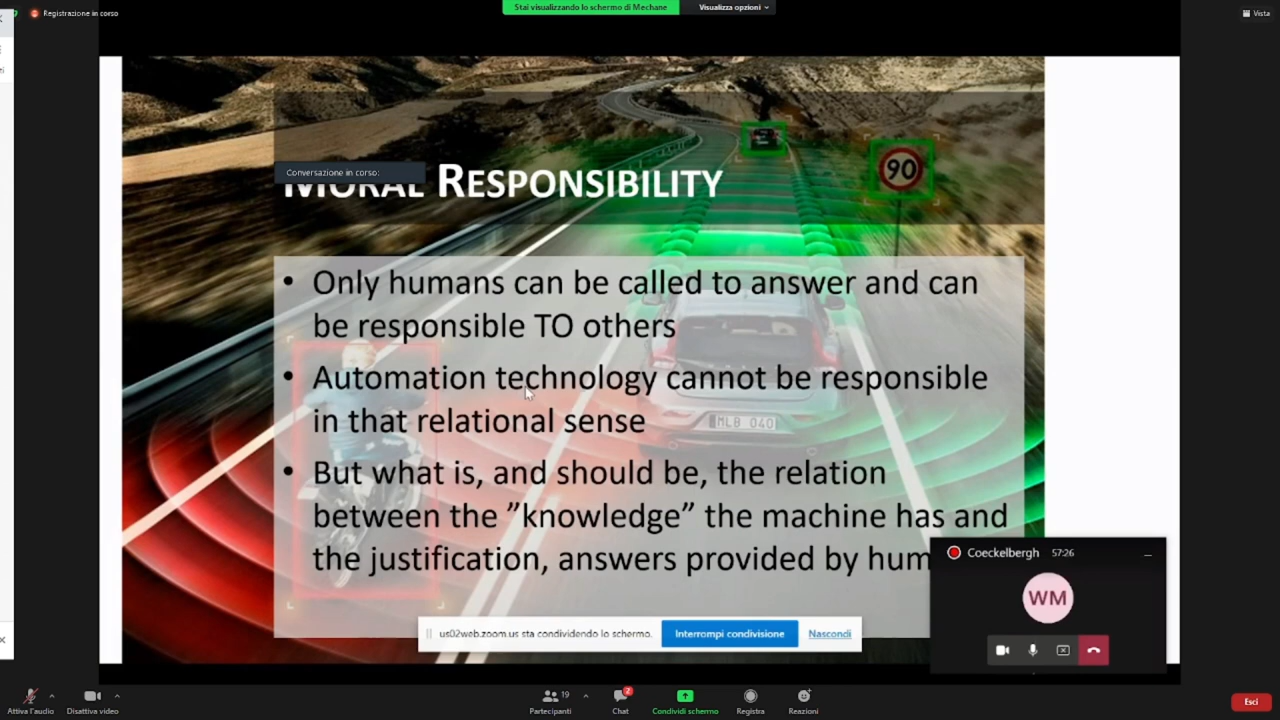 Registrazione in corso
Stai visualizzando lo schermo di Mechane
Visualizza opzioni
Vista
Conversazione in corso:
MORAL RESPONSIBILITY
90
• Only humans can be called to answer and can
be responsible TO others
• Automation technology cannot be responsible
in that relational sense
MLB 040
• But what is, and should be, the relation
between the ”knowledge” the machine has and
the justification, answers provided by hum
Coeckelbergh 57:26
WM
us02web.zoom.us sta condividendo lo schermo.
Interrompi condivisione
Nascondi
Attiva l'audio
Disattiva video
Partecipanti
19
Chat
2
Condividi schermo
Registra
Reazioni
Esci